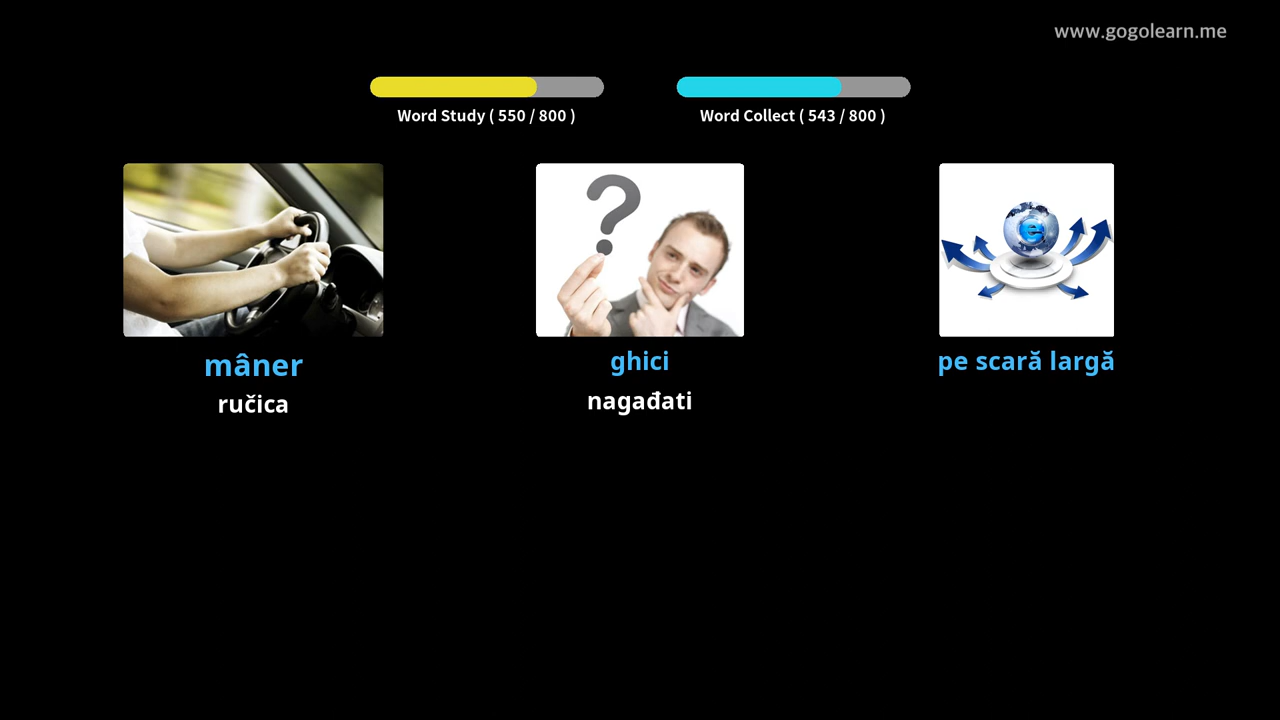 www.gogolearn.me
Word Study ( 550 / 800 )
Word Collect ( 543 / 800 )
mâner
ručica
ghici
nagađati
pe scară largă